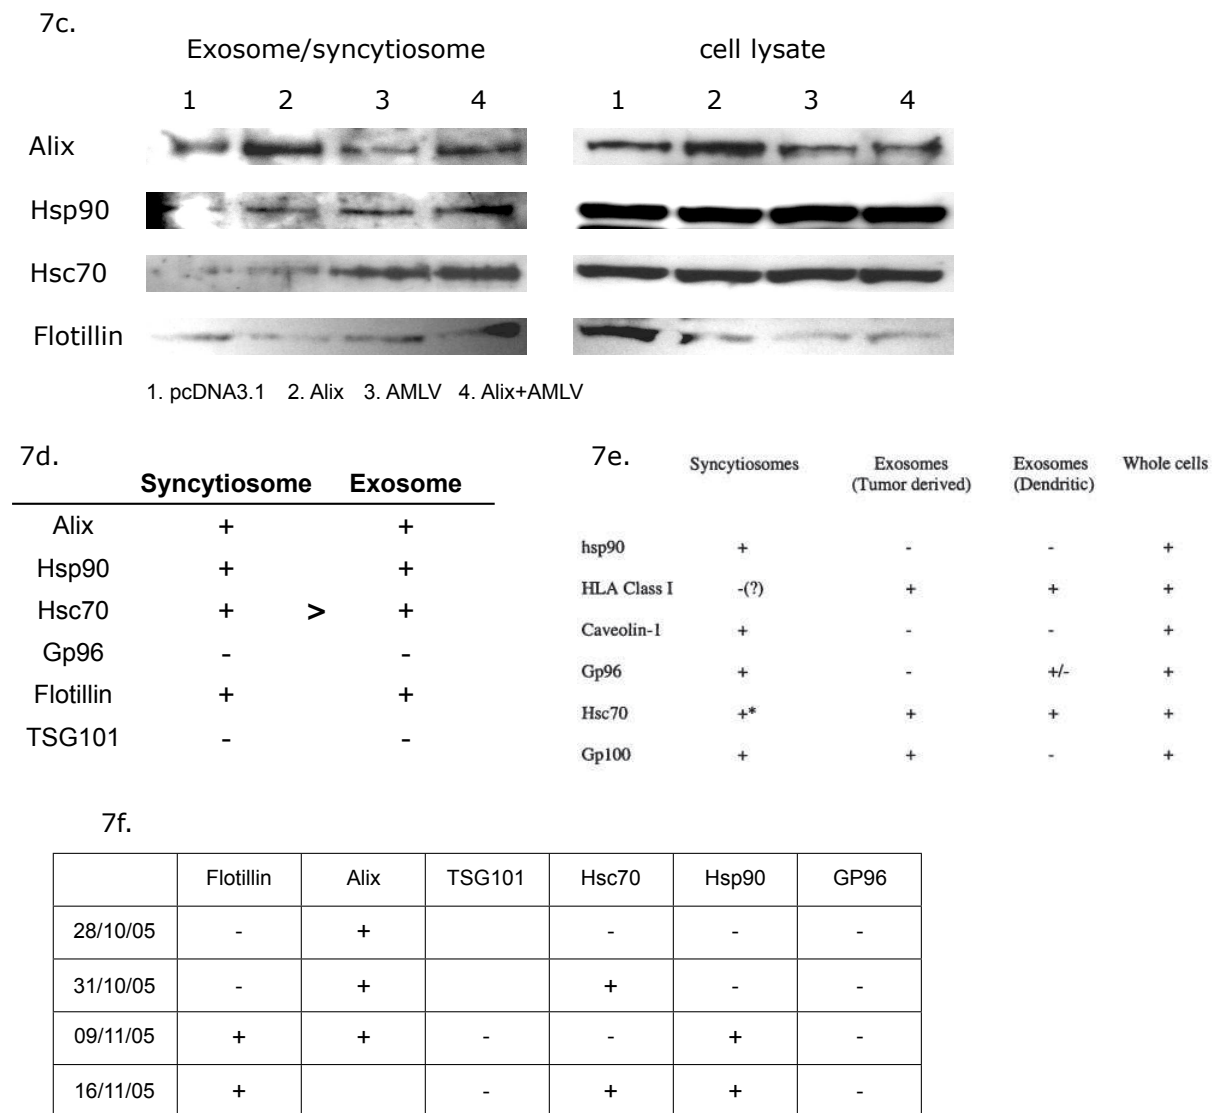 7c.
Exosome/syncytiosome cell lysate
1 2 3 4 1 2 3 4
Alix
Hsp90
Hsc70
Flotillin
1. pcDNA3.1 2. Alix 3. AMLV 4. Alix+AMLV
7d.
Syncytiosome Exosome
Alix + +
Hsp90 + +
Hsc70 + > +
Gp96 - -
Flotillin + +
TSG101 - -
7e.
Syncytiosomes Exosomes (Tumor derived) Exosomes (Dendritic) Whole cells
hsp90 + - - +
HLA Class I -(?) + + +
Caveolin-1 + - - +
Gp96 + - +/- +
Hsc70 +* + + +
Gp100 + + - +
7f.
Flotillin Alix TSG101 Hsc70 Hsp90 GP96
28/10/05 - + - - -
31/10/05 - + + - -
09/11/05 + + - - + -
16/11/05 + - + + -